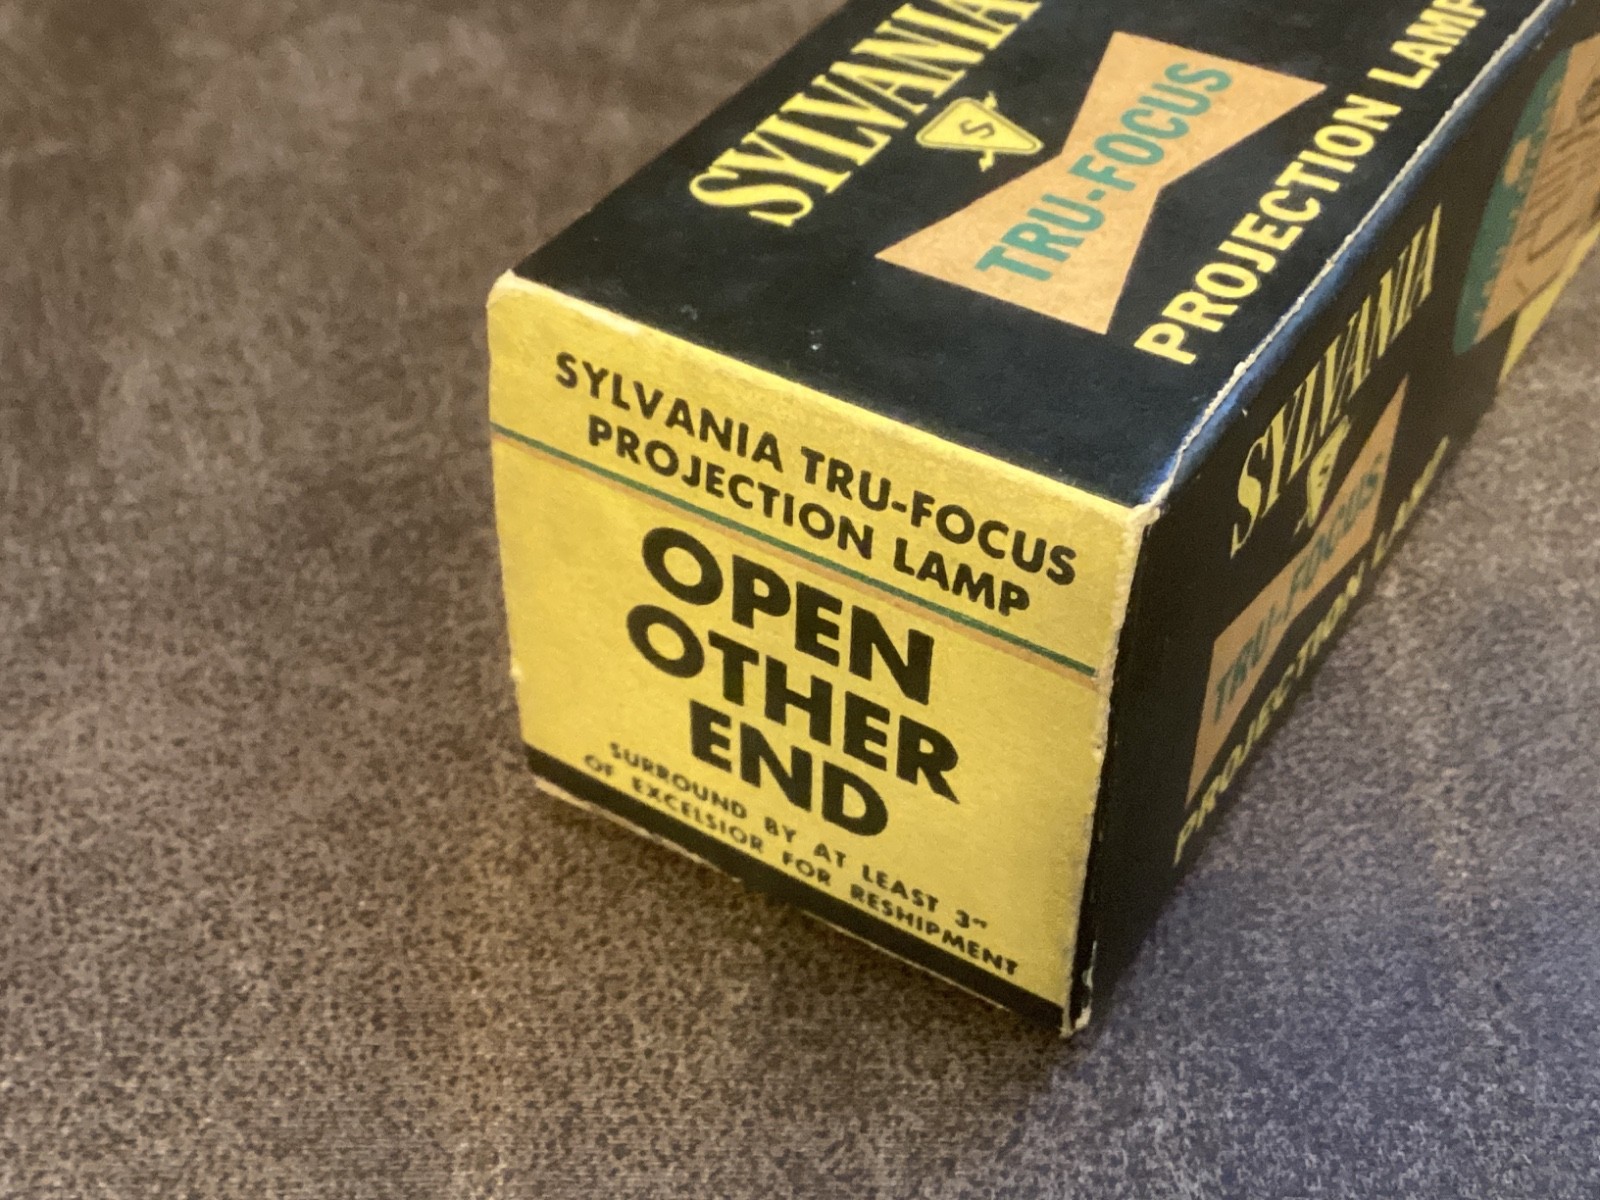 SYLVANIA
S
TRU-FOCUS
PROJECTION LAMP
SYLVANIA TRU-FOCUS
PROJECTION LAMP
OPEN
OTHER
END
SURROUND BY AT LEAST 3"
OF EXCELSIOR FOR RESHIPMENT
SYLVANIA
S
TRU-FOCUS
PROJECTION LAMP